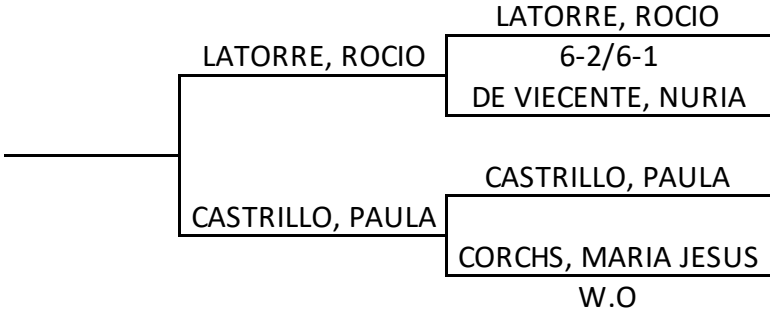 LATORRE, ROCIO
LATORRE, ROCIO
6-2/6-1
DE VIECENTE, NURIA
CASTRILLO, PAULA
CASTRILLO, PAULA
CORCHS, MARIA JESUS
W.O